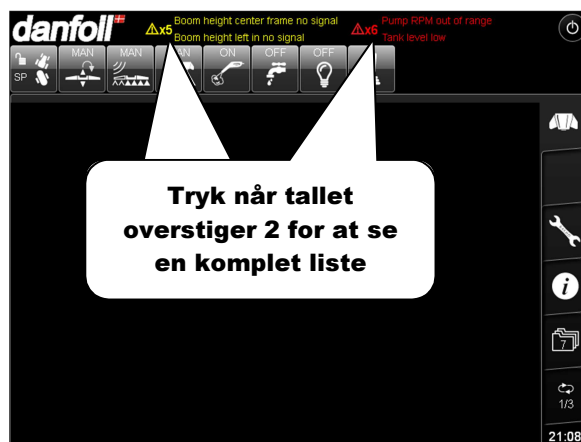 danfoil
x5
Boom height center frame no signal
Boom height left in no signal
x6
Pump RPM out of range
Tank level low
SP
MAN
MAN
AN
ON
OFF
OFF
Tryk når tallet
overstiger 2 for at se
en komplet liste
i
7
1/3
21:08